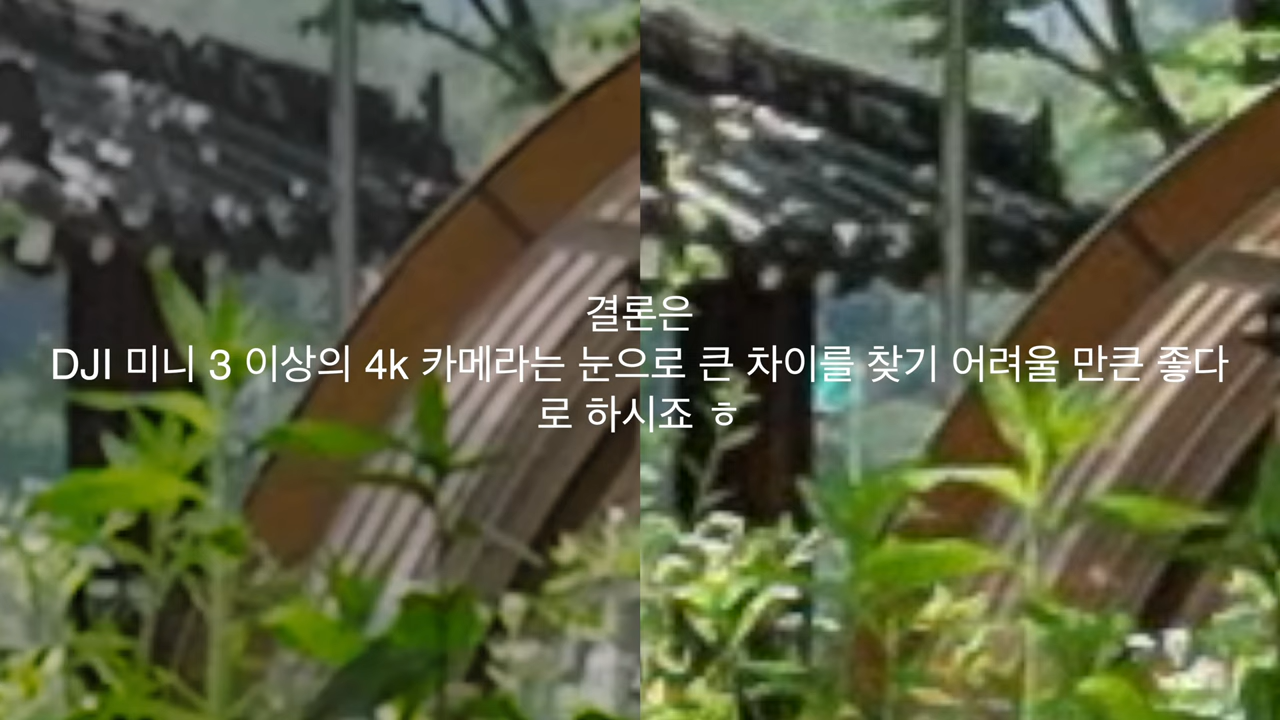 결론은
DJI 미니 3 이상의 4k 카메라는 눈으로 큰 차이를 찾기 어려울 만큼 좋다
로 하시죠 ㅎ